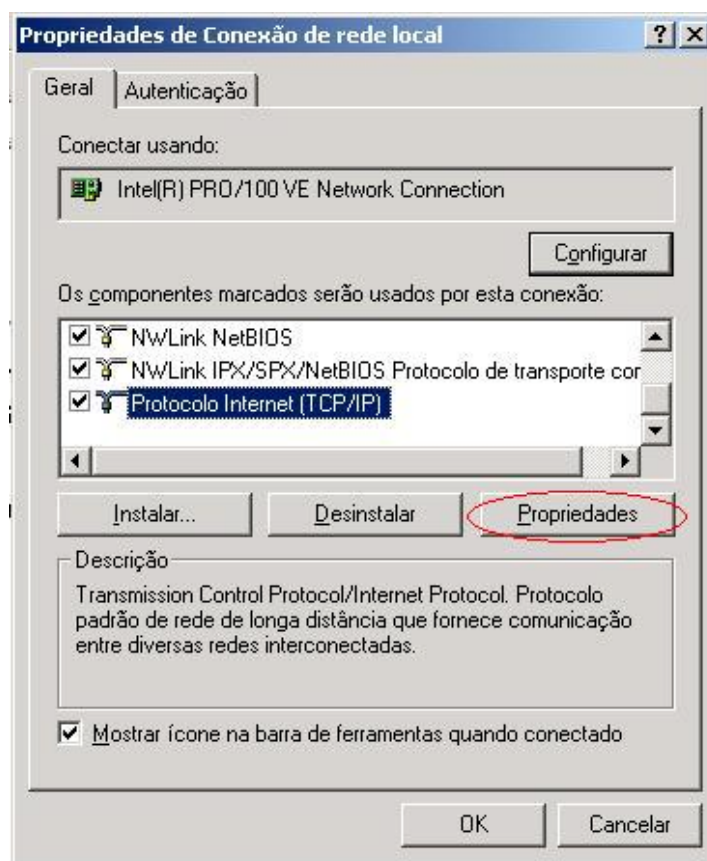 Propriedades de Conexão de rede local
Geral
Autenticação
Conectar usando:
Intel(R) PRO/100 VE Network Connection
Configurar
Os componentes marcados serão usados por esta conexão:
NWLink NetBIOS
NWLink IPX/SPX/NetBIOS Protocolo de transporte cor
Protocolo Internet (TCP/IP)
Instalar...
Desinstalar
Propriedades
Descrição
Transmission Control Protocol/Internet Protocol. Protocolo
padrão de rede de longa distância que fornece comunicação
entre diversas redes interconectadas.
Mostrar ícone na barra de ferramentas quando conectado
OK
Cancelar